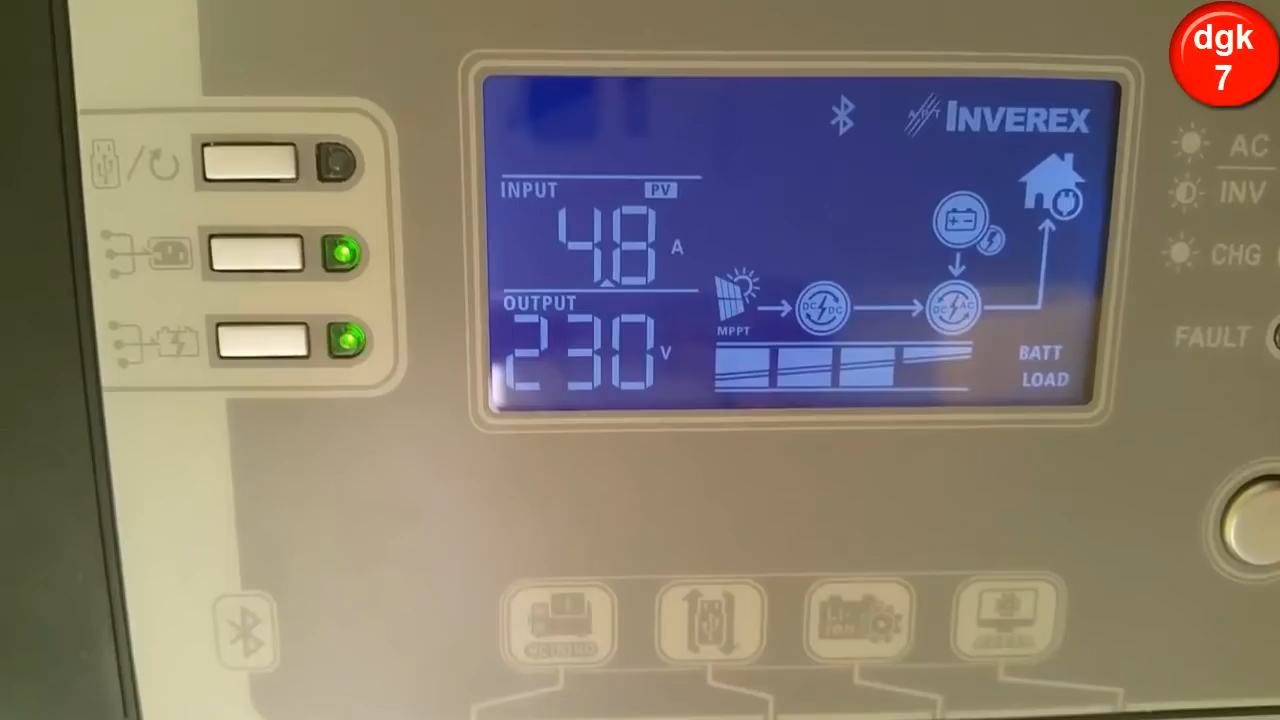 dgk
7
INVEREX
AC
INV
CHG
FAULT
INPUT PV
4.8 A
OUTPUT
230 V
DC DC
DC AC
MPPT
BATT
LOAD